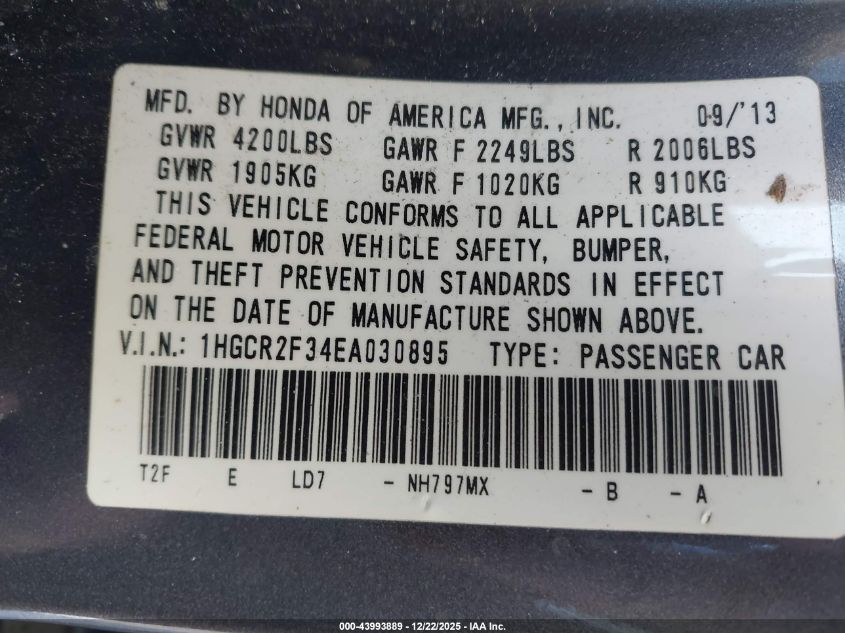 MFD. BY HONDA OF AMERICA MFG., INC. 09/'13
GVWR 4200LBS GAWR F 2249LBS R 2006LBS
GVWR 1905KG GAWR F 1020KG R 910KG
THIS VEHICLE CONFORMS TO ALL APPLICABLE
FEDERAL MOTOR VEHICLE SAFETY, BUMPER,
AND THEFT PREVENTION STANDARDS IN EFFECT
ON THE DATE OF MANUFACTURE SHOWN ABOVE.
V.I.N.: 1HGCR2F34EA030895 TYPE: PASSENGER CAR
T2F E LD7 - NH797MX - B - A
000-43993889 - 12/22/2025 - IAA Inc.